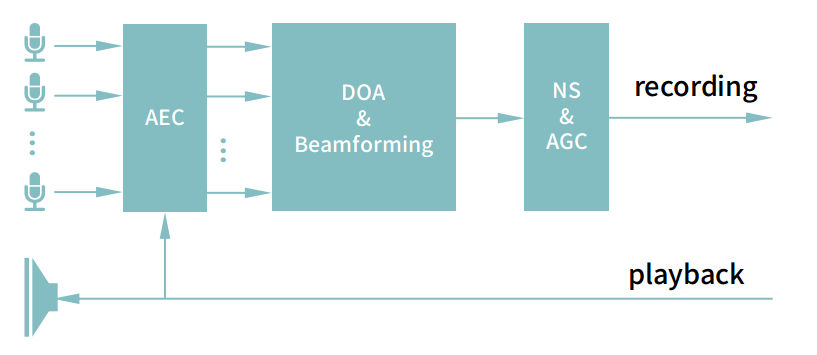 AEC
DOA
&
Beamforming
NS
&
AGC
recording
playback